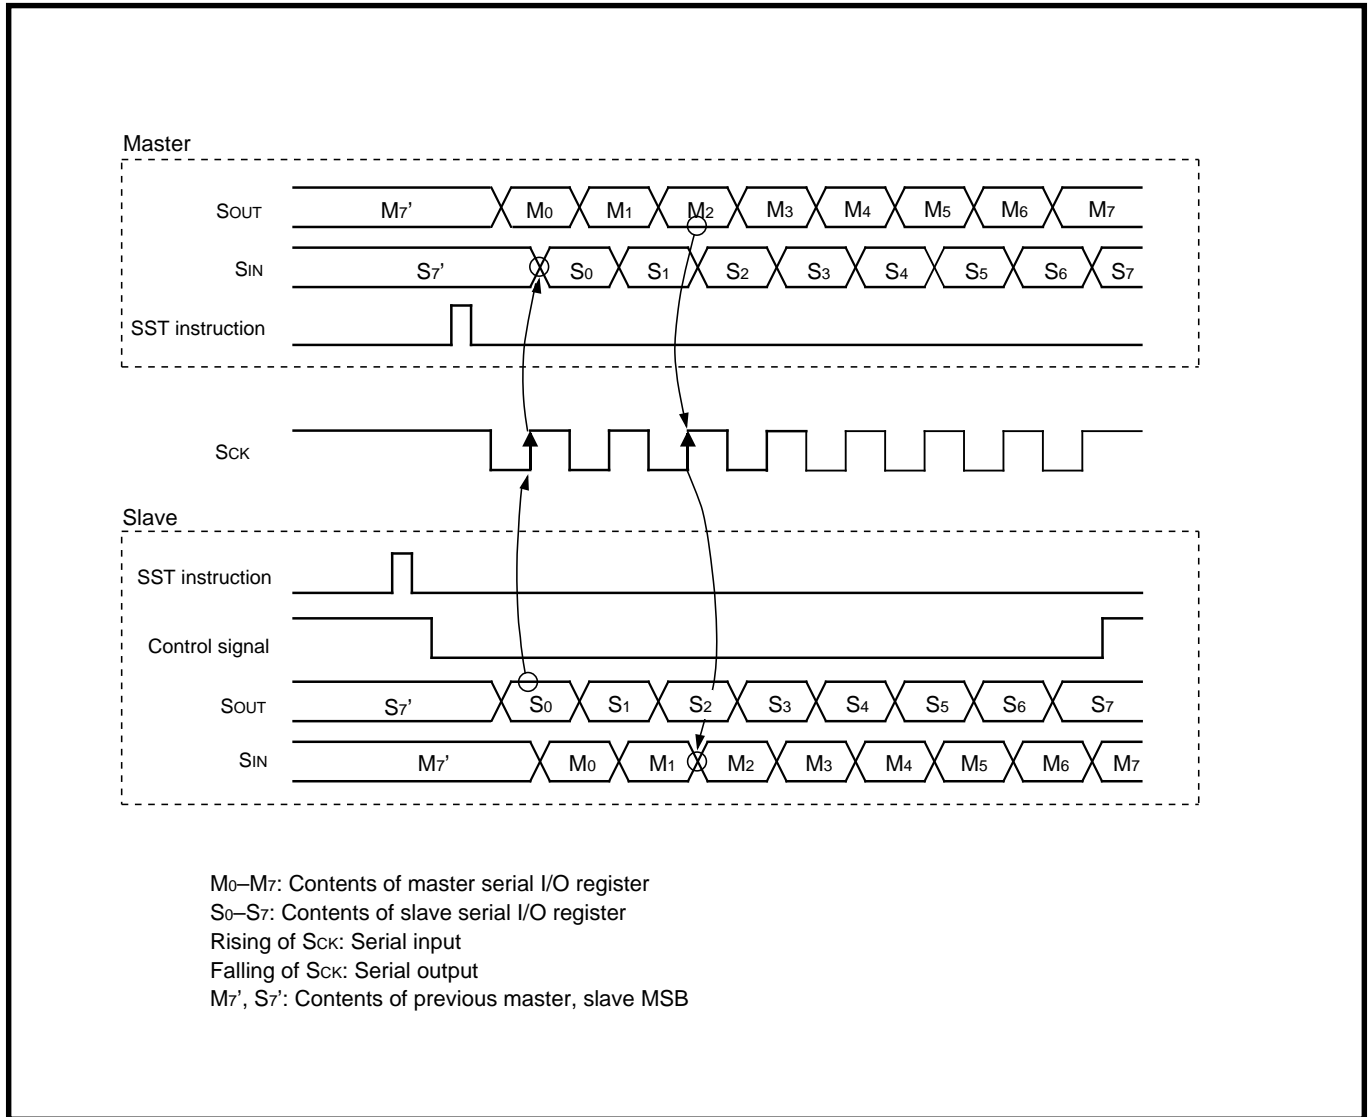 Master
SOUT M7’ M0 M1 M2 M3 M4 M5 M6 M7
SIN S7’ S0 S1 S2 S3 S4 S5 S6 S7
SST instruction
SCK
Slave
SST instruction
Control signal
SOUT S7’ S0 S1 S2 S3 S4 S5 S6 S7
SIN M7’ M0 M1 M2 M3 M4 M5 M6 M7
M0–M7: Contents of master serial I/O register
S0–S7: Contents of slave serial I/O register
Rising of SCK: Serial input
Falling of SCK: Serial output
M7’, S7’: Contents of previous master, slave MSB